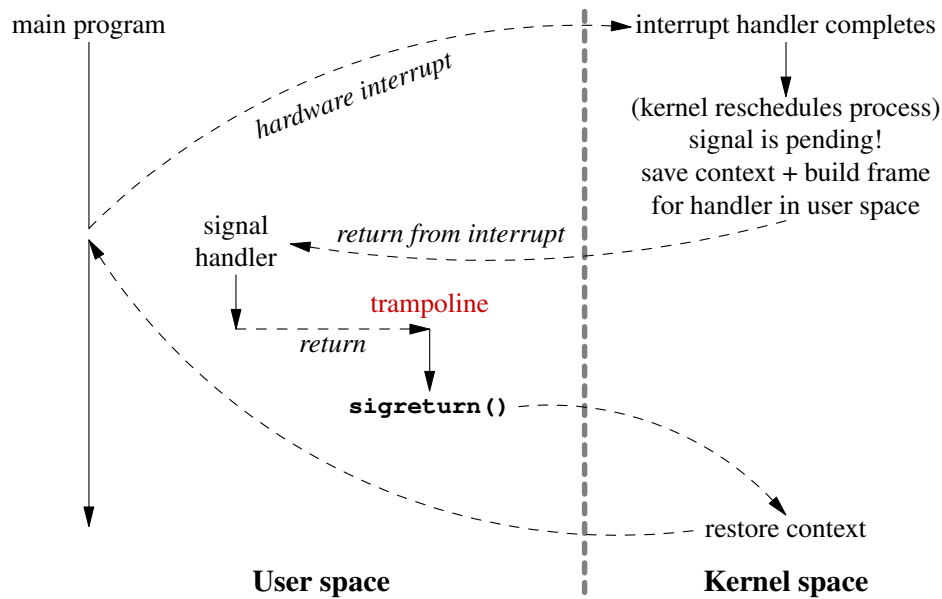 main program
interrupt handler completes
hardware interrupt
(kernel reschedules process)
signal is pending!
save context + build frame
for handler in user space
signal
handler
return from interrupt
trampoline
return
sigreturn()
restore context
User space
Kernel space